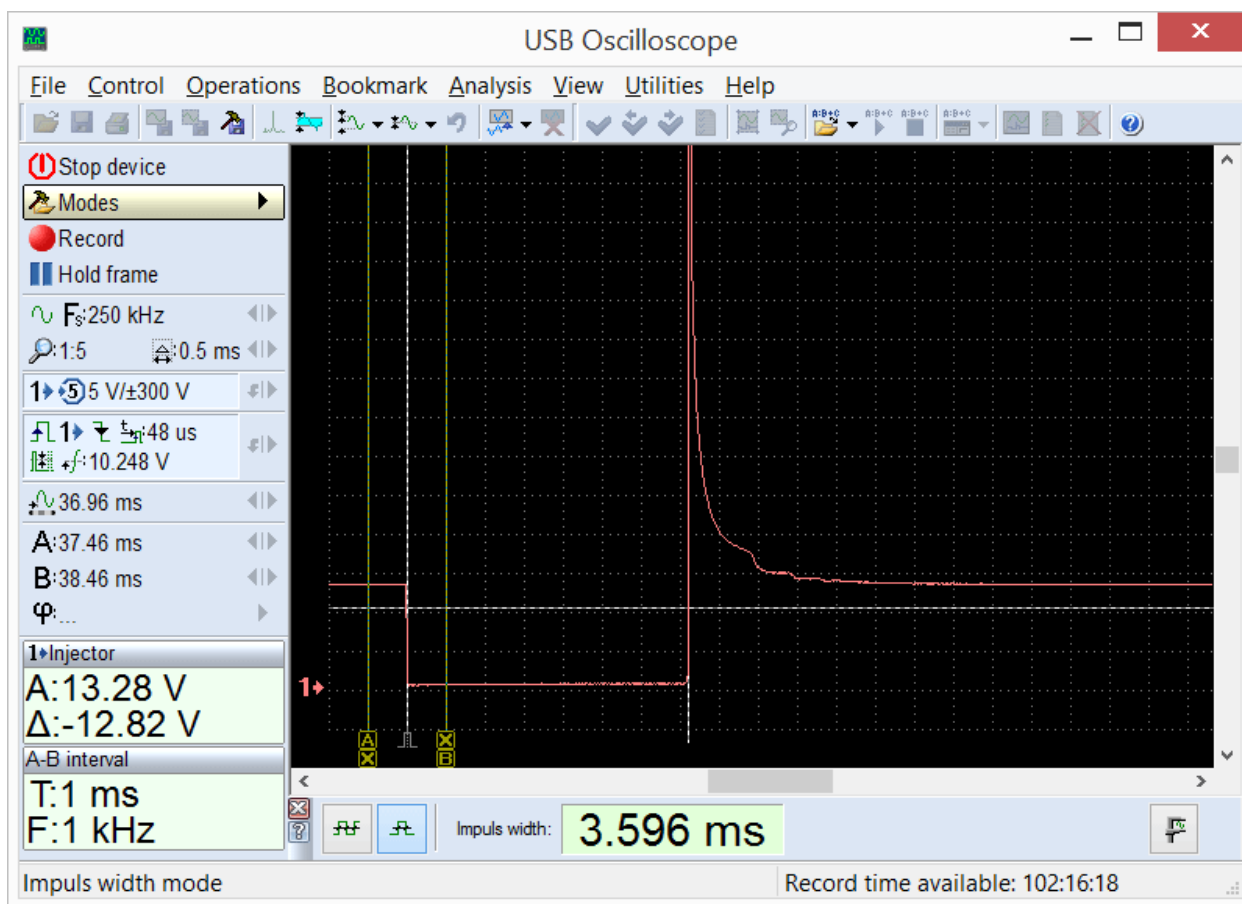 USB Oscilloscope
File Control Operations Bookmark Analysis View Utilities Help
A:B+C A:B+C A:B+C A:B+C
Stop device
Modes
Record
Hold frame
Fs:250 kHz
1:5 0.5 ms
1 5 5 V/±300 V
1 t 48 us
f:10.248 V
36.96 ms
A:37.46 ms
B:38.46 ms
φ:...
1 Injector
A:13.28 V
Δ:-12.82 V
A-B interval
T:1 ms
F:1 kHz
1
A X
X B
Impuls width: 3.596 ms
Impuls width mode Record time available: 102:16:18